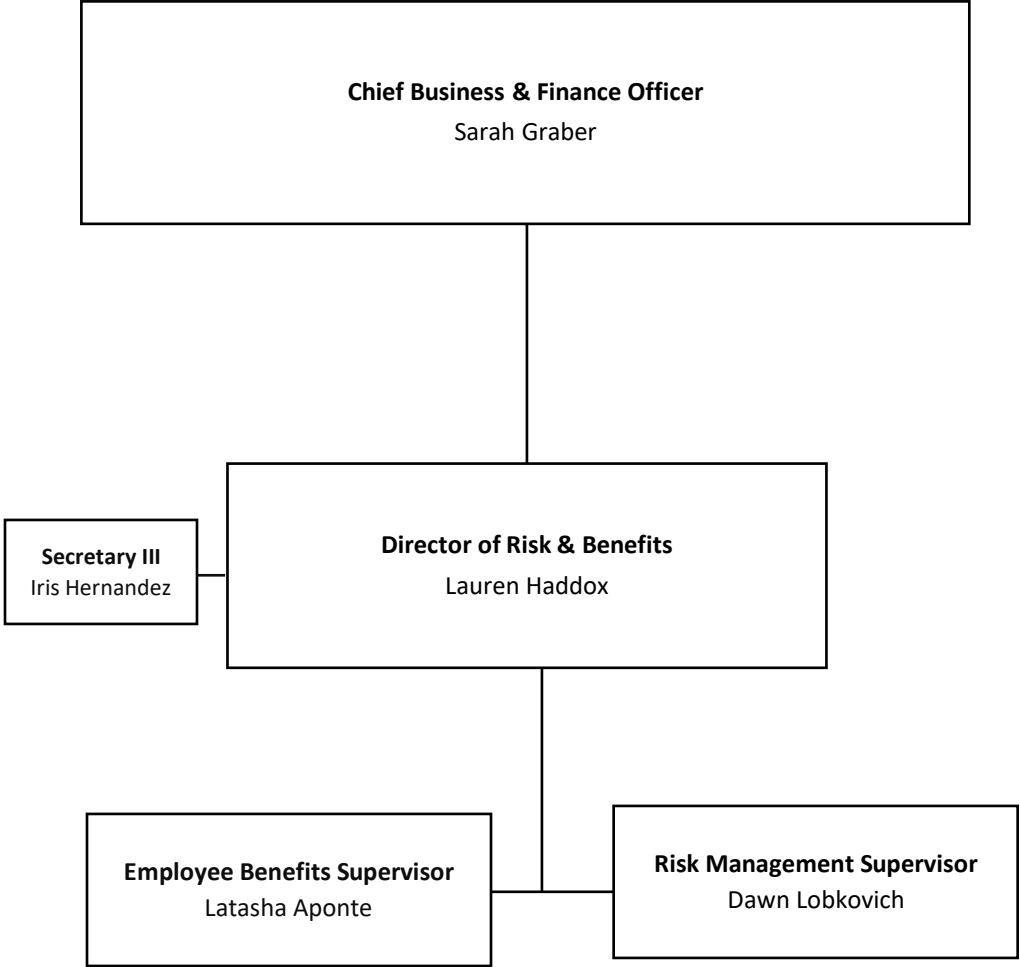 Chief Business & Finance Officer
Sarah Graber
Secretary III
Iris Hernandez
Director of Risk & Benefits
Lauren Haddox
Employee Benefits Supervisor
Latasha Aponte
Risk Management Supervisor
Dawn Lobkovich